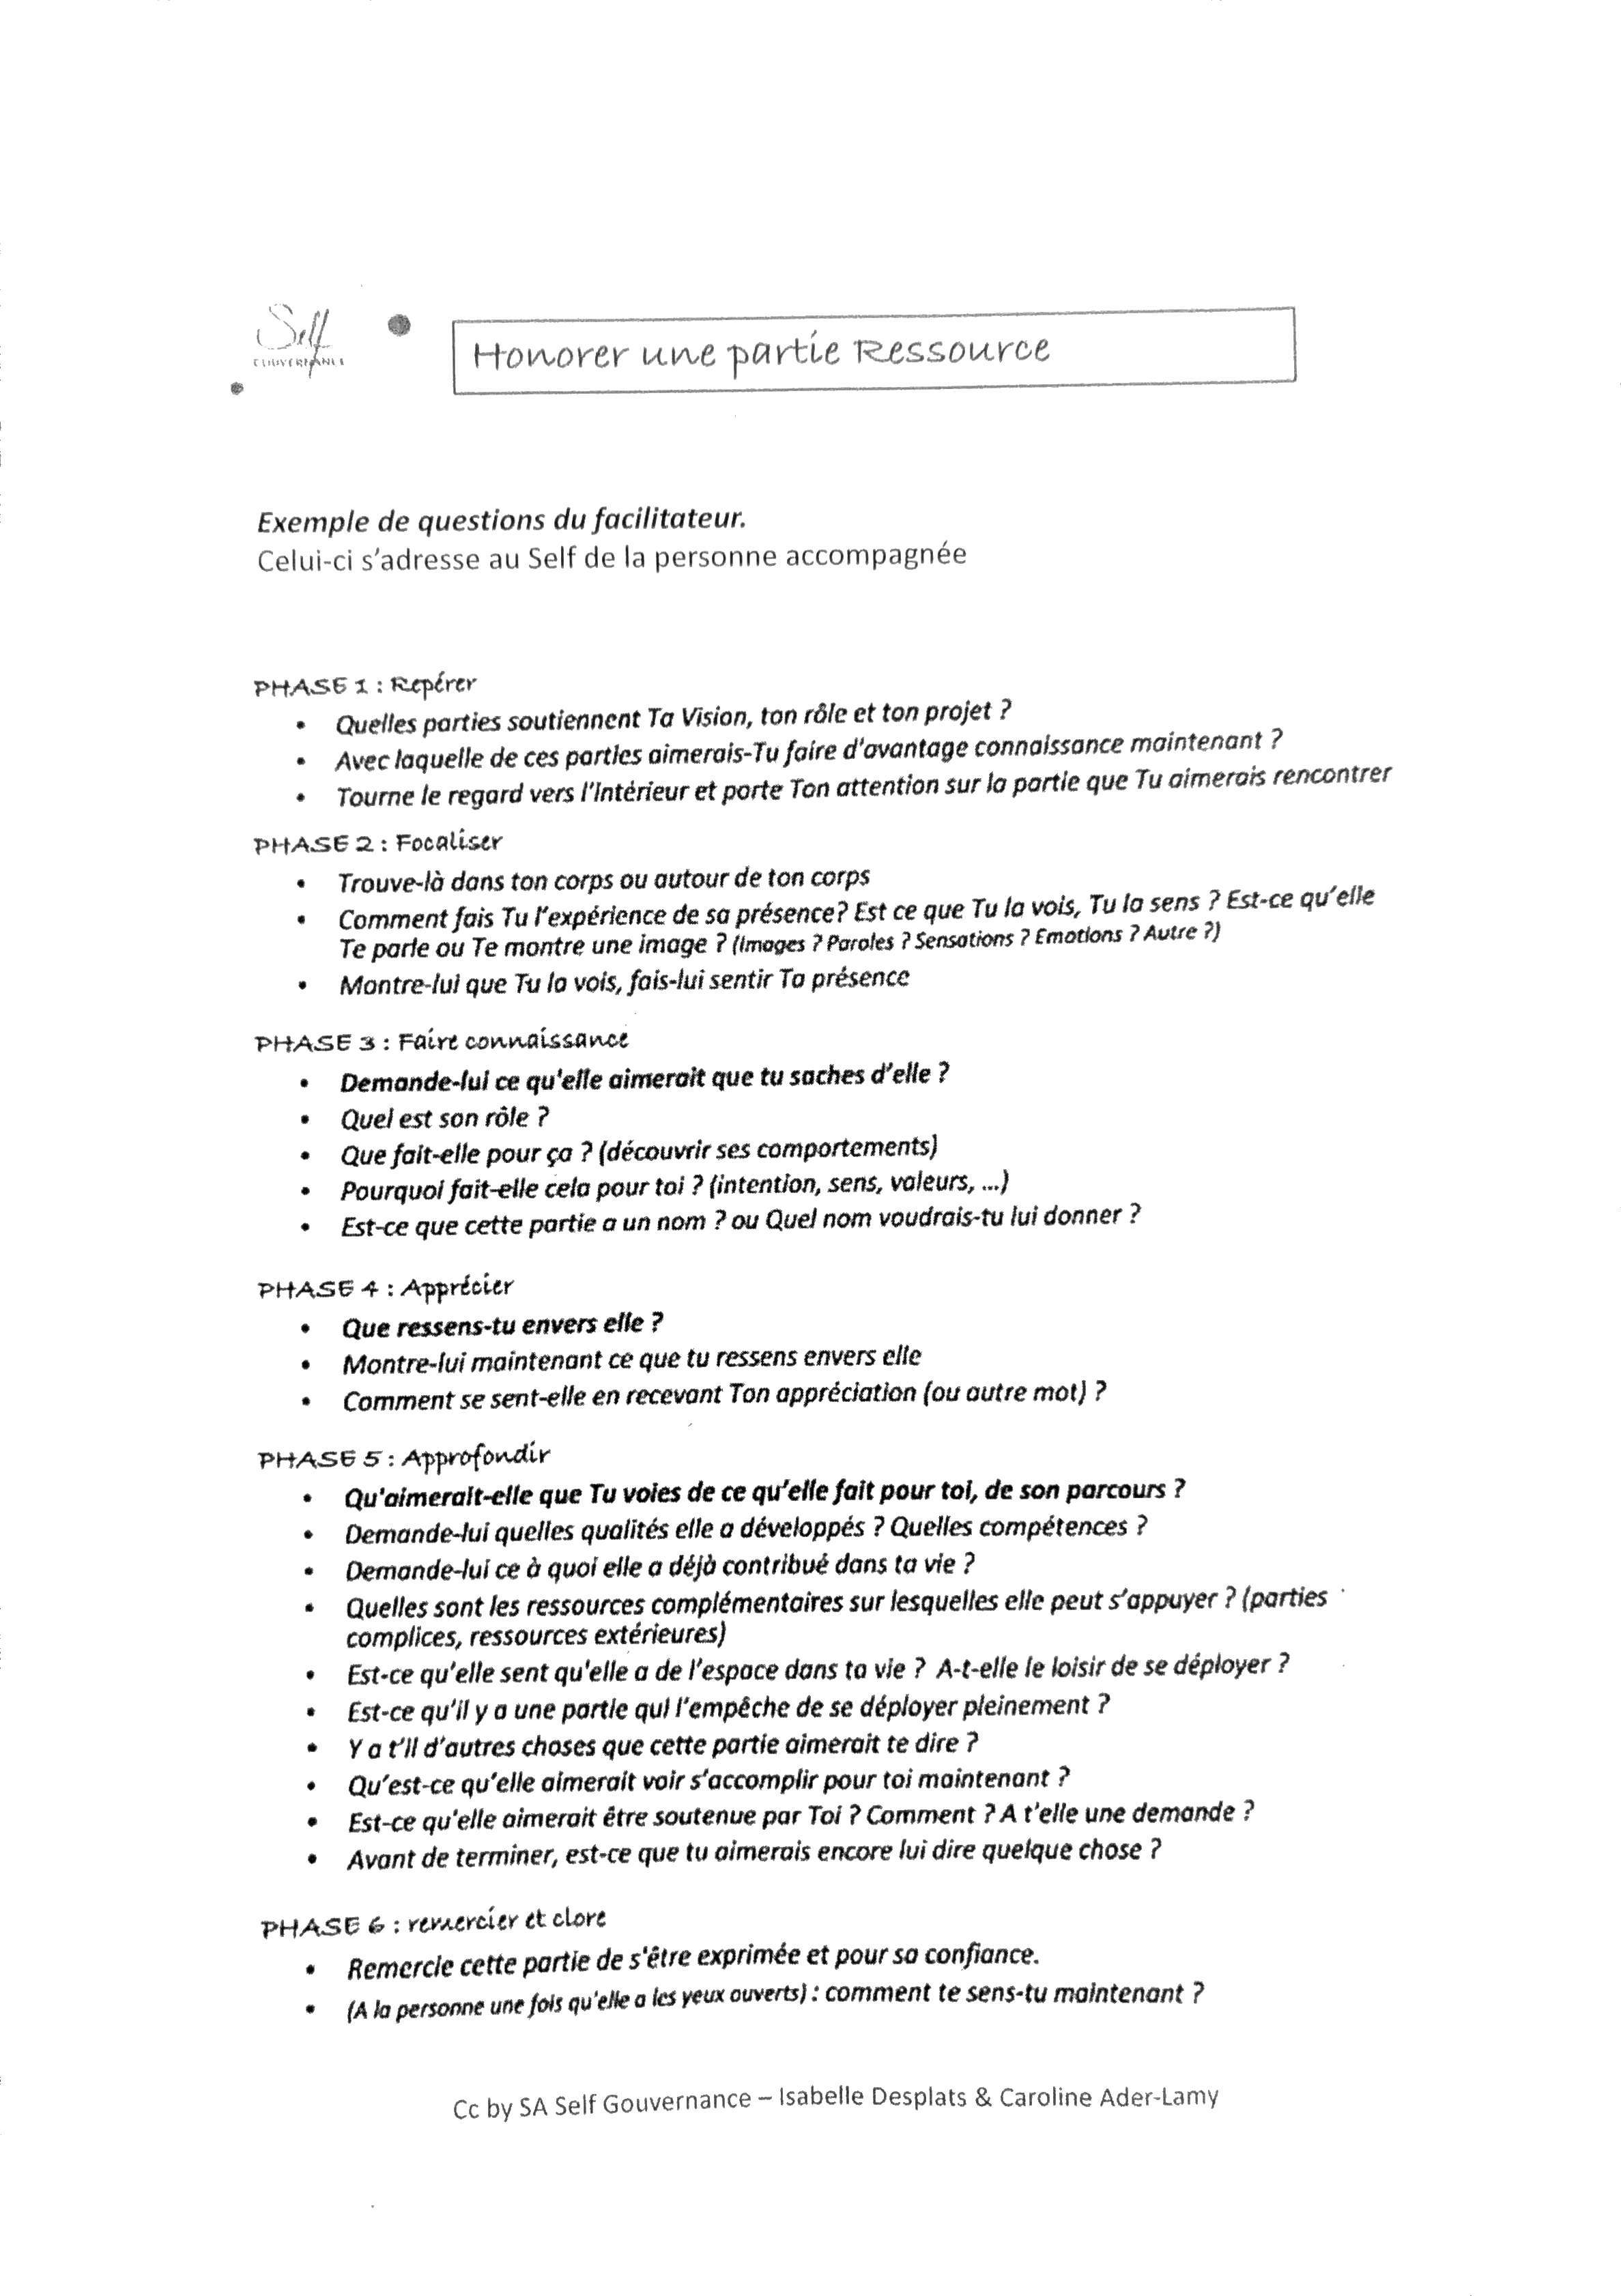 Self
GOUVERNANCE
Honorer une partie Ressource
Exemple de questions du facilitateur.
Celui-ci s'adresse au Self de la personne accompagnée
PHASE 1 : Repérer
• Quelles parties soutiennent Ta Vision, ton rôle et ton projet ?
• Avec laquelle de ces parties aimerais-Tu faire d'avantage connaissance maintenant ?
• Tourne le regard vers l'intérieur et porte Ton attention sur la partie que Tu aimerais rencontrer
PHASE 2 : Focaliser
• Trouve-là dans ton corps ou autour de ton corps
• Comment fais Tu l'expérience de sa présence? Est ce que Tu la vois, Tu la sens ? Est-ce qu'elle
Te parle ou Te montre une image ? (Images ? Paroles ? Sensations ? Emotions ? Autre ?)
• Montre-lui que Tu la vois, fais-lui sentir Ta présence
PHASE 3 : Faire connaissance
• Demande-lui ce qu'elle aimerait que tu saches d'elle ?
• Quel est son rôle ?
• Que fait-elle pour ça ? (découvrir ses comportements)
• Pourquoi fait-elle cela pour toi ? (intention, sens, valeurs, ...)
• Est-ce que cette partie a un nom ? ou Quel nom voudrais-tu lui donner ?
PHASE 4 : Apprécier
• Que ressens-tu envers elle ?
• Montre-lui maintenant ce que tu ressens envers elle
• Comment se sent-elle en recevant Ton appréciation (ou autre mot) ?
PHASE 5 : Approfondir
• Qu'aimerait-elle que Tu voies de ce qu'elle fait pour toi, de son parcours ?
• Demande-lui quelles qualités elle a développés ? Quelles compétences ?
• Demande-lui ce à quoi elle a déjà contribué dans ta vie ?
• Quelles sont les ressources complémentaires sur lesquelles elle peut s'appuyer ? (parties
complices, ressources extérieures)
• Est-ce qu'elle sent qu'elle a de l'espace dans ta vie ? A-t-elle le loisir de se déployer ?
• Est-ce qu'il y a une partie qui l'empêche de se déployer pleinement ?
• Y a t'il d'autres choses que cette partie aimerait te dire ?
• Qu'est-ce qu'elle aimerait voir s'accomplir pour toi maintenant ?
• Est-ce qu'elle aimerait être soutenue par Toi ? Comment ? A t'elle une demande ?
• Avant de terminer, est-ce que tu aimerais encore lui dire quelque chose ?
PHASE 6 : remercier et clore
• Remercie cette partie de s'être exprimée et pour sa confiance.
• (A la personne une fois qu'elle a les yeux ouverts) : comment te sens-tu maintenant ?
Cc by SA Self Gouvernance – Isabelle Desplats & Caroline Ader-Lamy